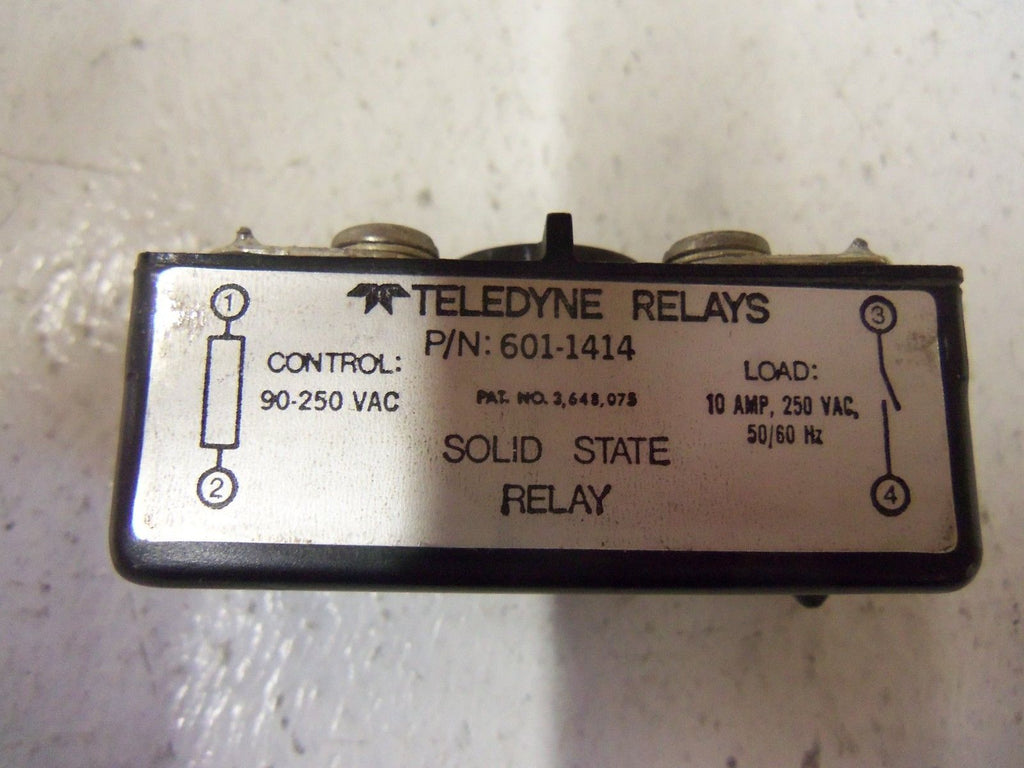 TELEDYNE RELAYS
P/N: 601-1414
1
CONTROL:
90-250 VAC
2
PAT. NO. 3,648,075
SOLID STATE
RELAY
3
LOAD:
10 AMP, 250 VAC,
50/60 Hz
4